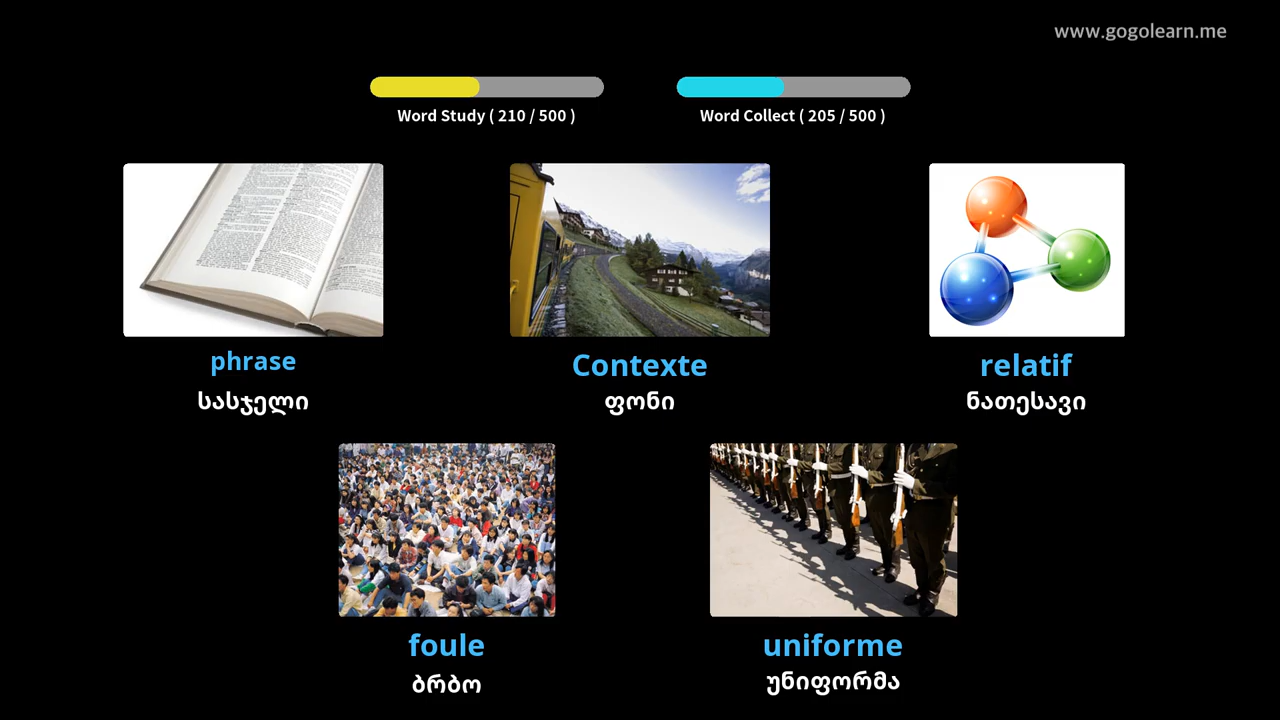 www.gogolearn.me
Word Study ( 210 / 500 )
Word Collect ( 205 / 500 )
phrase
სასჯელი
Contexte
ფონი
relatif
ნათესავი
foule
ბრბო
uniforme
უნიფორმა